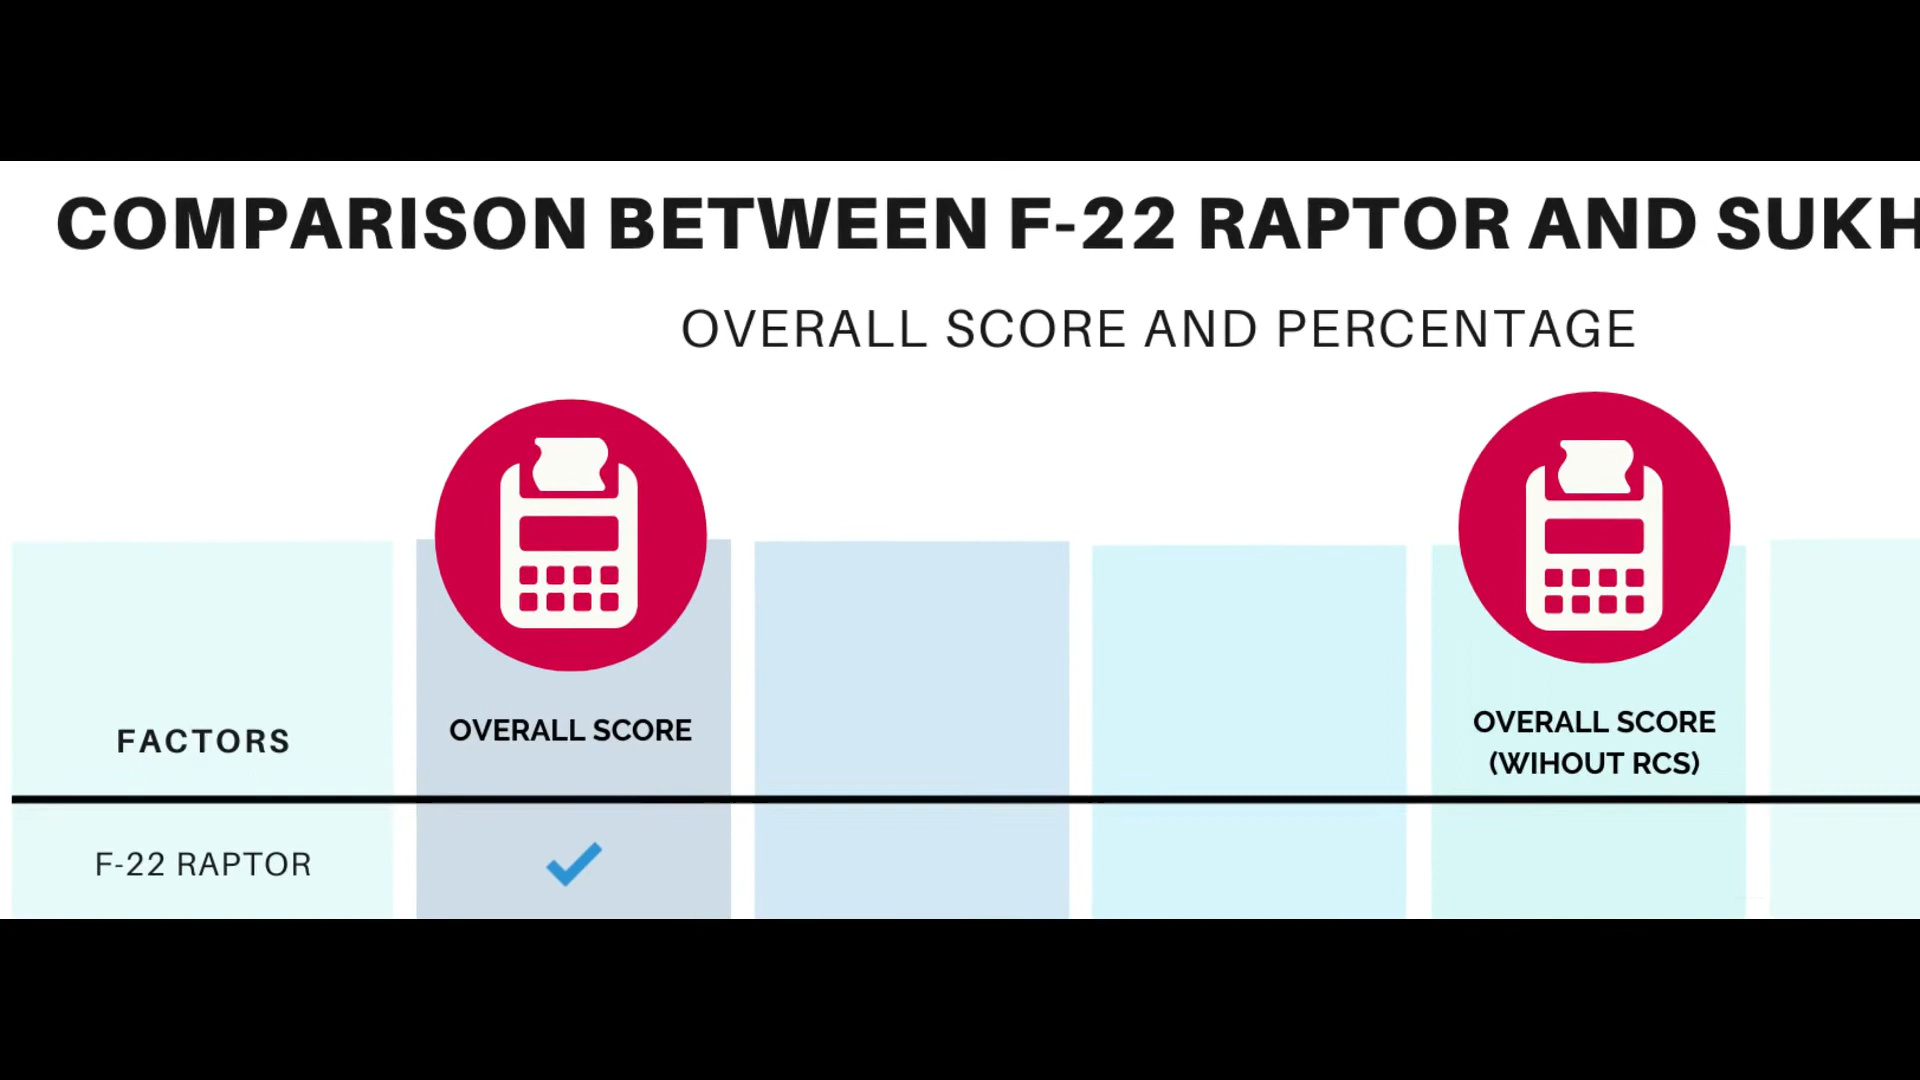 COMPARISON BETWEEN F-22 RAPTOR AND SUKH
OVERALL SCORE AND PERCENTAGE
FACTORS
OVERALL SCORE
OVERALL SCORE
(WIHOUT RCS)
F-22 RAPTOR